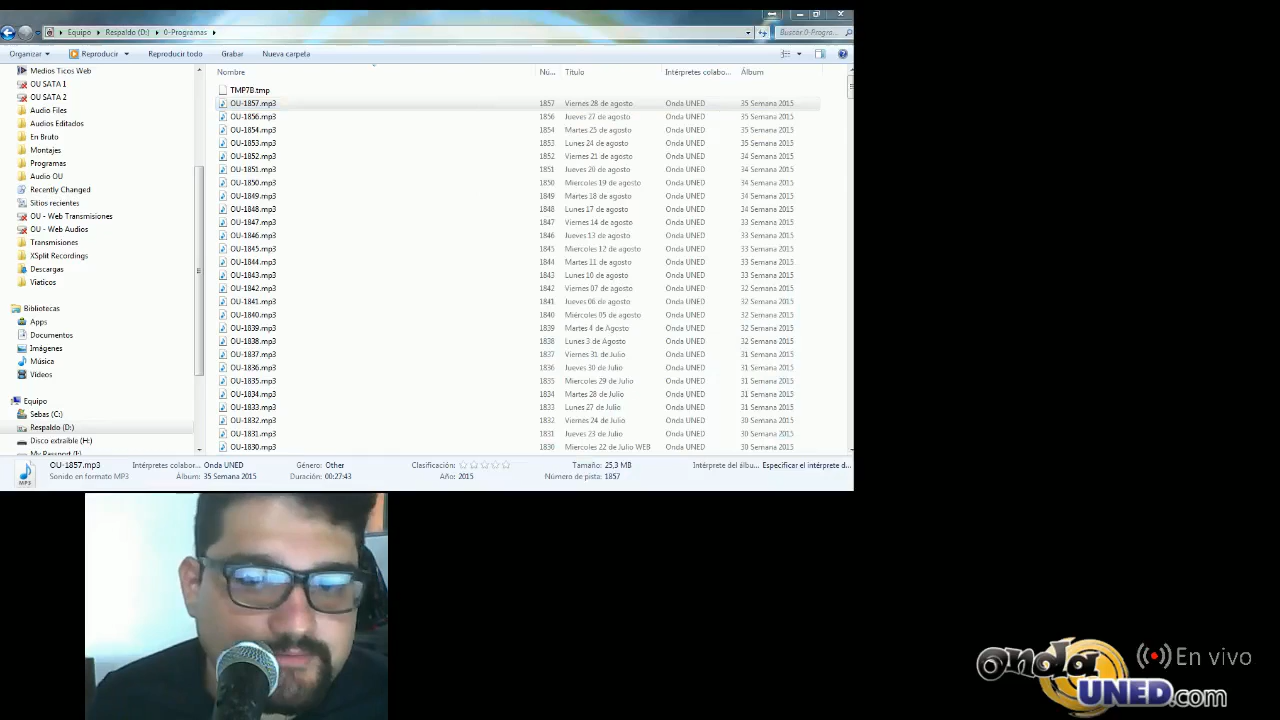 Equipo Respaldo (D:) 0-Programas Buscar 0-Progra...
Organizar Reproducir Reproducir todo Grabar Nueva carpeta
Medios Ticos Web
OU SATA 1
OU SATA 2
Audio Files
Audios Editados
En Bruto
Montajes
Programas
Audio OU
Recently Changed
Sitios recientes
OU - Web Transmisiones
OU - Web Audios
Transmisiones
XSplit Recordings
Descargas
Viaticos
Bibliotecas
Apps
Documentos
Imágenes
Música
Vídeos
Equipo
Sebas (C:)
Respaldo (D:)
Disco extraíble (H:)
Nombre Nú... Título Intérpretes colabo... Álbum
TMP7B.tmp
OU-1857.mp3 1857 Viernes 28 de agosto Onda UNED 35 Semana 2015
OU-1856.mp3 1856 Jueves 27 de agosto Onda UNED 35 Semana 2015
OU-1854.mp3 1854 Martes 25 de agosto Onda UNED 35 Semana 2015
OU-1853.mp3 1853 Lunes 24 de agosto Onda UNED 35 Semana 2015
OU-1852.mp3 1852 Viernes 21 de agosto Onda UNED 34 Semana 2015
OU-1851.mp3 1851 Jueves 20 de agosto Onda UNED 34 Semana 2015
OU-1850.mp3 1850 Miercoles 19 de agosto Onda UNED 34 Semana 2015
OU-1849.mp3 1849 Martes 18 de agosto Onda UNED 34 Semana 2015
OU-1848.mp3 1848 Lunes 17 de agosto Onda UNED 34 Semana 2015
OU-1847.mp3 1847 Viernes 14 de agosto Onda UNED 33 Semana 2015
OU-1846.mp3 1846 Jueves 13 de agosto Onda UNED 33 Semana 2015
OU-1845.mp3 1845 Miercoles 12 de agosto Onda UNED 33 Semana 2015
OU-1844.mp3 1844 Martes 11 de agosto Onda UNED 33 Semana 2015
OU-1843.mp3 1843 Lunes 10 de agosto Onda UNED 33 Semana 2015
OU-1842.mp3 1842 Viernes 07 de agosto Onda UNED 32 Semana 2015
OU-1841.mp3 1841 Jueves 06 de agosto Onda UNED 32 Semana 2015
OU-1840.mp3 1840 Miércoles 05 de agosto Onda UNED 32 Semana 2015
OU-1839.mp3 1839 Martes 4 de Agosto Onda UNED 32 Semana 2015
OU-1838.mp3 1838 Lunes 3 de Agosto Onda UNED 32 Semana 2015
OU-1837.mp3 1837 Viernes 31 de Julio Onda UNED 31 Semana 2015
OU-1836.mp3 1836 Jueves 30 de Julio Onda UNED 31 Semana 2015
OU-1835.mp3 1835 Miercoles 29 de Julio Onda UNED 31 Semana 2015
OU-1834.mp3 1834 Martes 28 de Julio Onda UNED 31 Semana 2015
OU-1833.mp3 1833 Lunes 27 de Julio Onda UNED 31 Semana 2015
OU-1832.mp3 1832 Viernes 24 de Julio Onda UNED 30 Semana 2015
OU-1831.mp3 1831 Jueves 23 de Julio Onda UNED 30 Semana 2015
OU-1830.mp3 1830 Miercoles 22 de Julio WEB Onda UNED 30 Semana 2015
OU-1857.mp3 Intérpretes colabor... Onda UNED Género: Other Clasificación: Tamaño: 25,3 MB Intérprete del álbu... Especificar el intérprete d...
Sonido en formato MP3 Álbum: 35 Semana 2015 Duración: 00:27:43 Año: 2015 Número de pista: 1857
MP3
onda UNED.com
En vivo